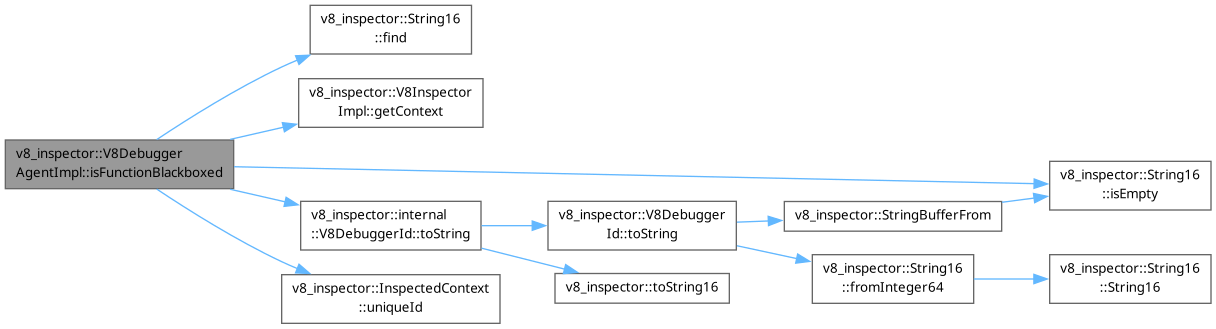 v8_inspector::String16
::find
v8_inspector::V8Inspector
Impl::getContext
v8_inspector::V8Debugger
AgentImpl::isFunctionBlackboxed
v8_inspector::String16
::isEmpty
v8_inspector::internal
::V8DebuggerId::toString
v8_inspector::V8Debugger
Id::toString
v8_inspector::StringBufferFrom
v8_inspector::String16
::fromInteger64
v8_inspector::String16
::String16
v8_inspector::InspectedContext
::uniqueId
v8_inspector::toString16